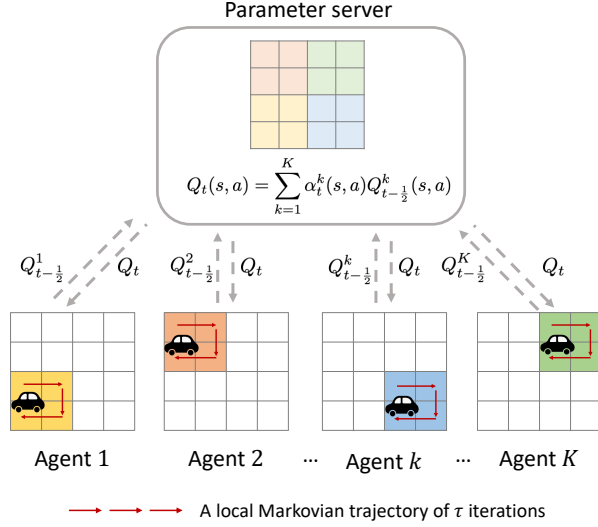 Parameter server
Q_t(s, a) = \sum_{k=1}^{K} \alpha_t^k(s, a) Q_{t-\frac{1}{2}}^k(s, a)
Q_{t-\frac{1}{2}}^1 Q_t Q_{t-\frac{1}{2}}^2 Q_t Q_{t-\frac{1}{2}}^k Q_t Q_{t-\frac{1}{2}}^K Q_t
Agent 1 Agent 2 ... Agent k ... Agent K
A local Markovian trajectory of τ iterations